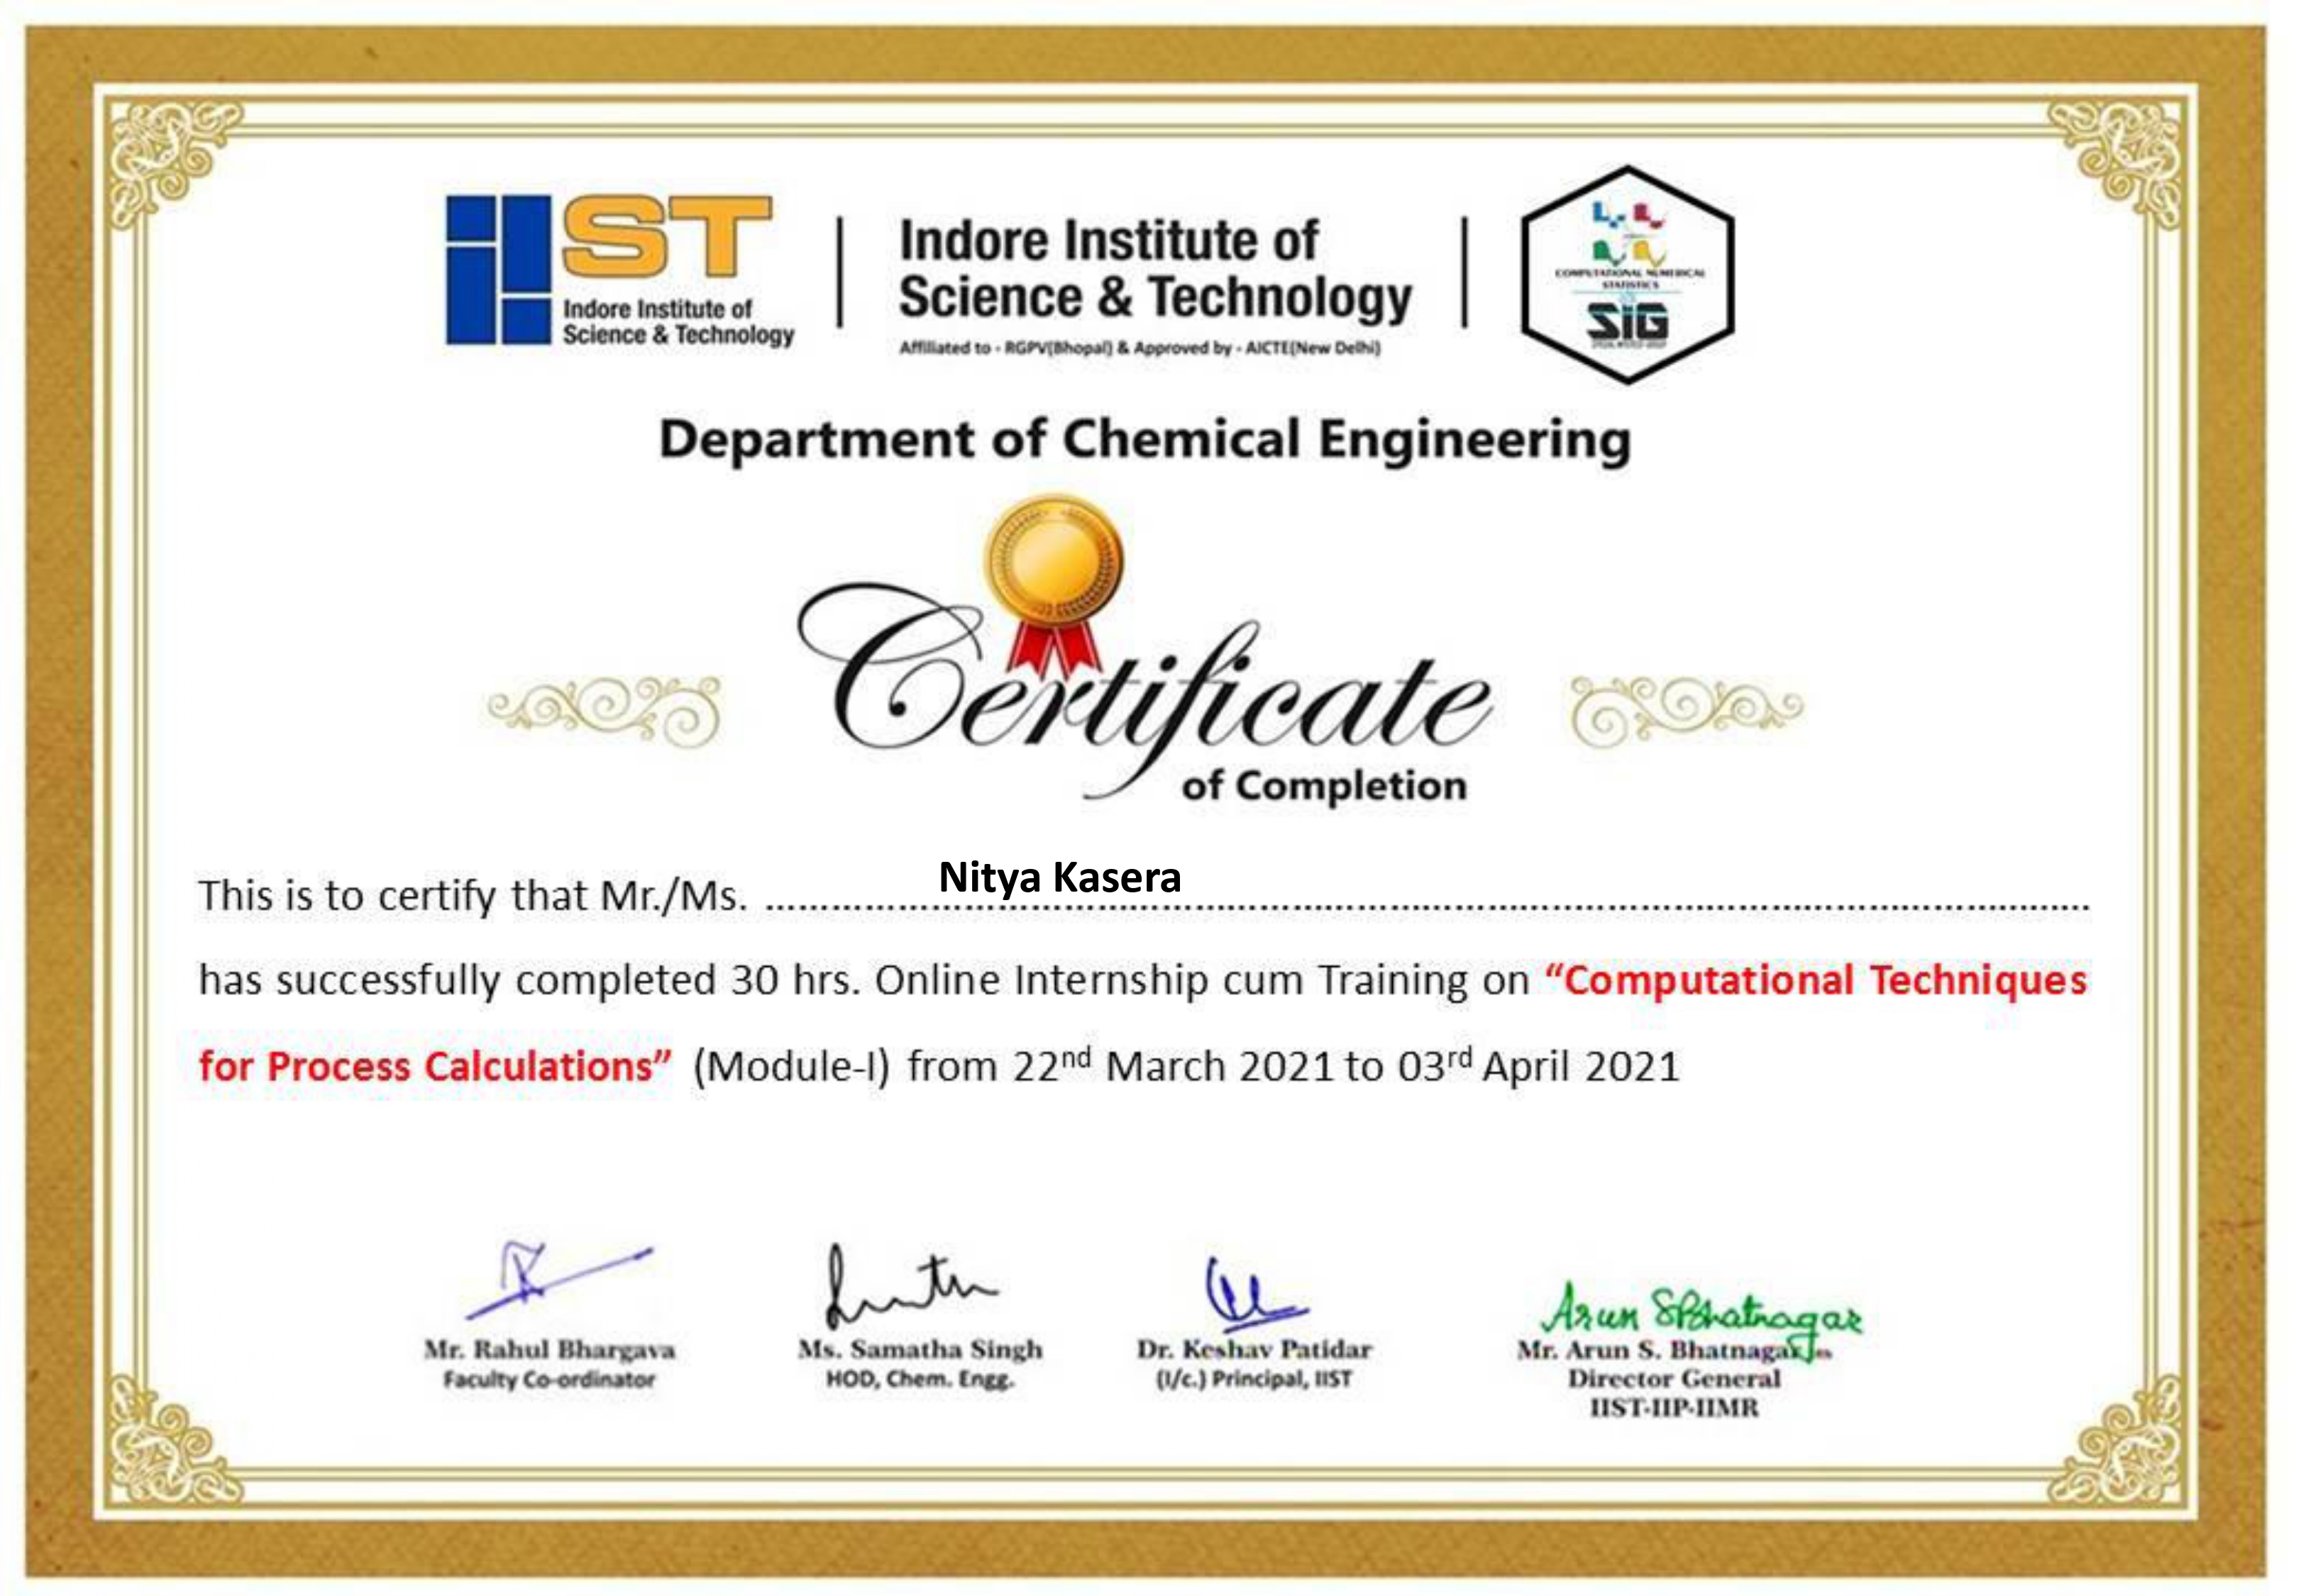 IIST
Indore Institute of
Science & Technology
Indore Institute of
Science & Technology
Affiliated to - RGPV(Bhopal) & Approved by - AICTE(New Delhi)
COMPUTATIONAL NUMERICAL
STATISTICS
SIG
Department of Chemical Engineering
Certificate
of Completion
This is to certify that Mr./Ms. Nitya Kasera
has successfully completed 30 hrs. Online Internship cum Training on “Computational Techniques
for Process Calculations” (Module-I) from 22nd March 2021 to 03rd April 2021
Arun S Bhatnagar
Mr. Rahul Bhargava
Faculty Co-ordinator
Ms. Samatha Singh
HOD, Chem. Engg.
Dr. Keshav Patidar
(I/c.) Principal, IIST
Mr. Arun S. Bhatnagar
Director General
IIST-IIP-IIMR